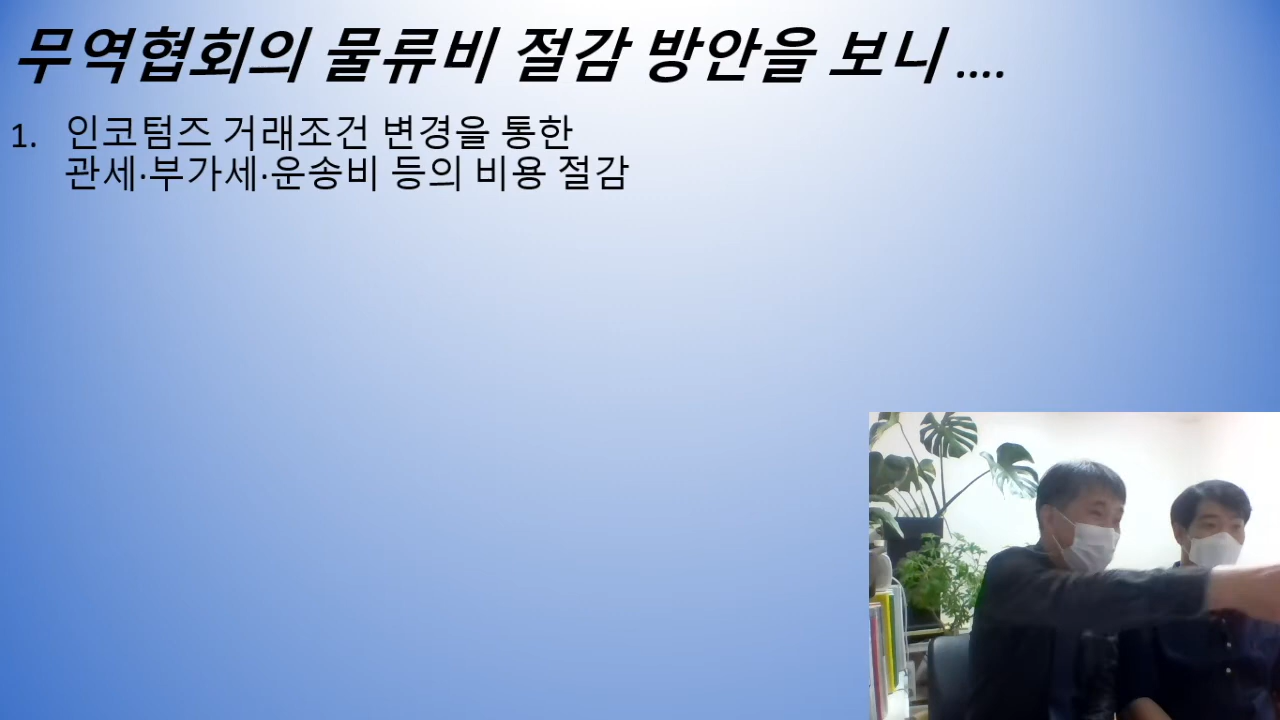 무역협회의 물류비 절감 방안을 보니 ....
1. 인코텀즈 거래조건 변경을 통한
관세·부가세·운송비 등의 비용 절감